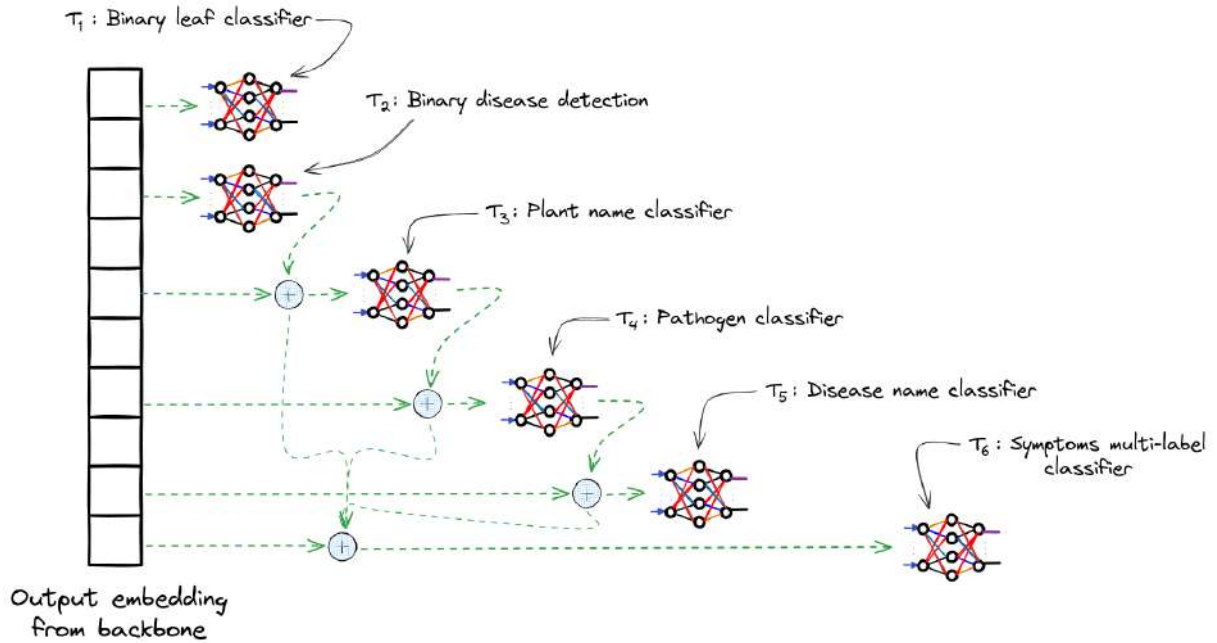 T₁: Binary leaf classifier
T₂: Binary disease detection
T₃: Plant name classifier
T₄: Pathogen classifier
T₅: Disease name classifier
T₆: Symptoms multi-label
classifier
+
+
+
+
Output embedding
from backbone